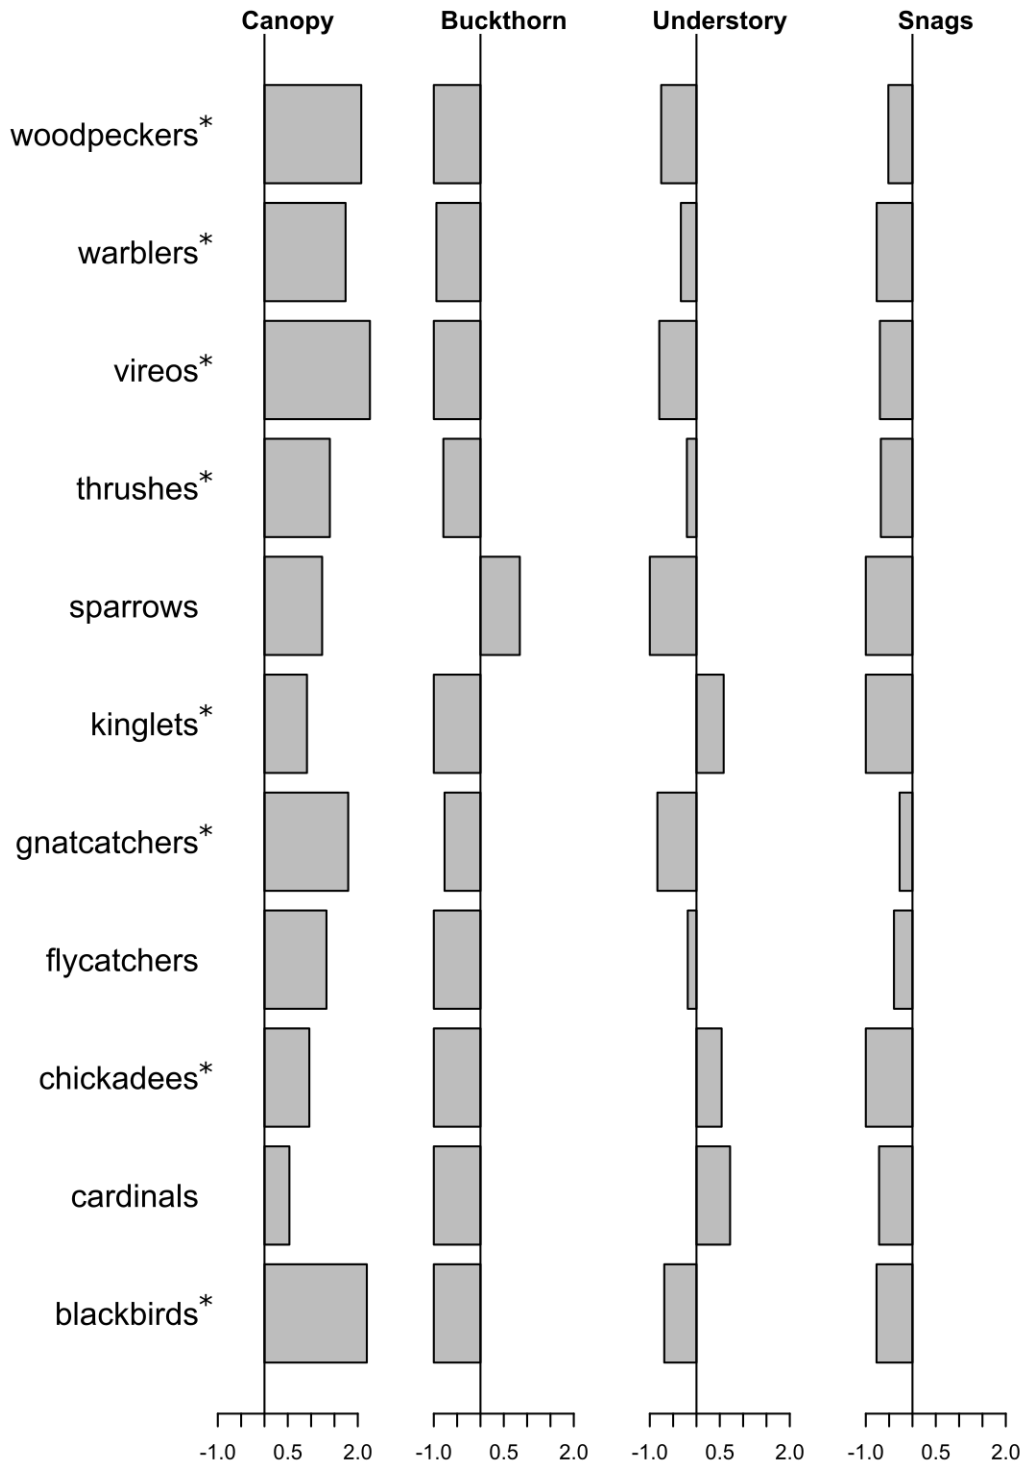 Canopy Buckthorn Understory Snags
woodpeckers*
warblers*
vireos*
thrushes*
sparrows
kinglets*
gnatcatchers*
flycatchers
chickadees*
cardinals
blackbirds*
-1.0 0.5 2.0 -1.0 0.5 2.0 -1.0 0.5 2.0 -1.0 0.5 2.0